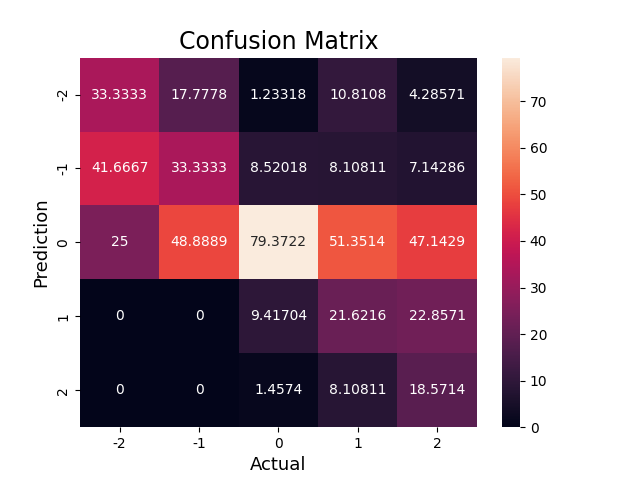 Confusion Matrix
-2 33.3333 17.7778 1.23318 10.8108 4.28571
-1 41.6667 33.3333 8.52018 8.10811 7.14286
0 25 48.8889 79.3722 51.3514 47.1429
1 0 0 9.41704 21.6216 22.8571
2 0 0 1.4574 8.10811 18.5714
-2 -1 0 1 2
Prediction
Actual
70
60
50
40
30
20
10
0